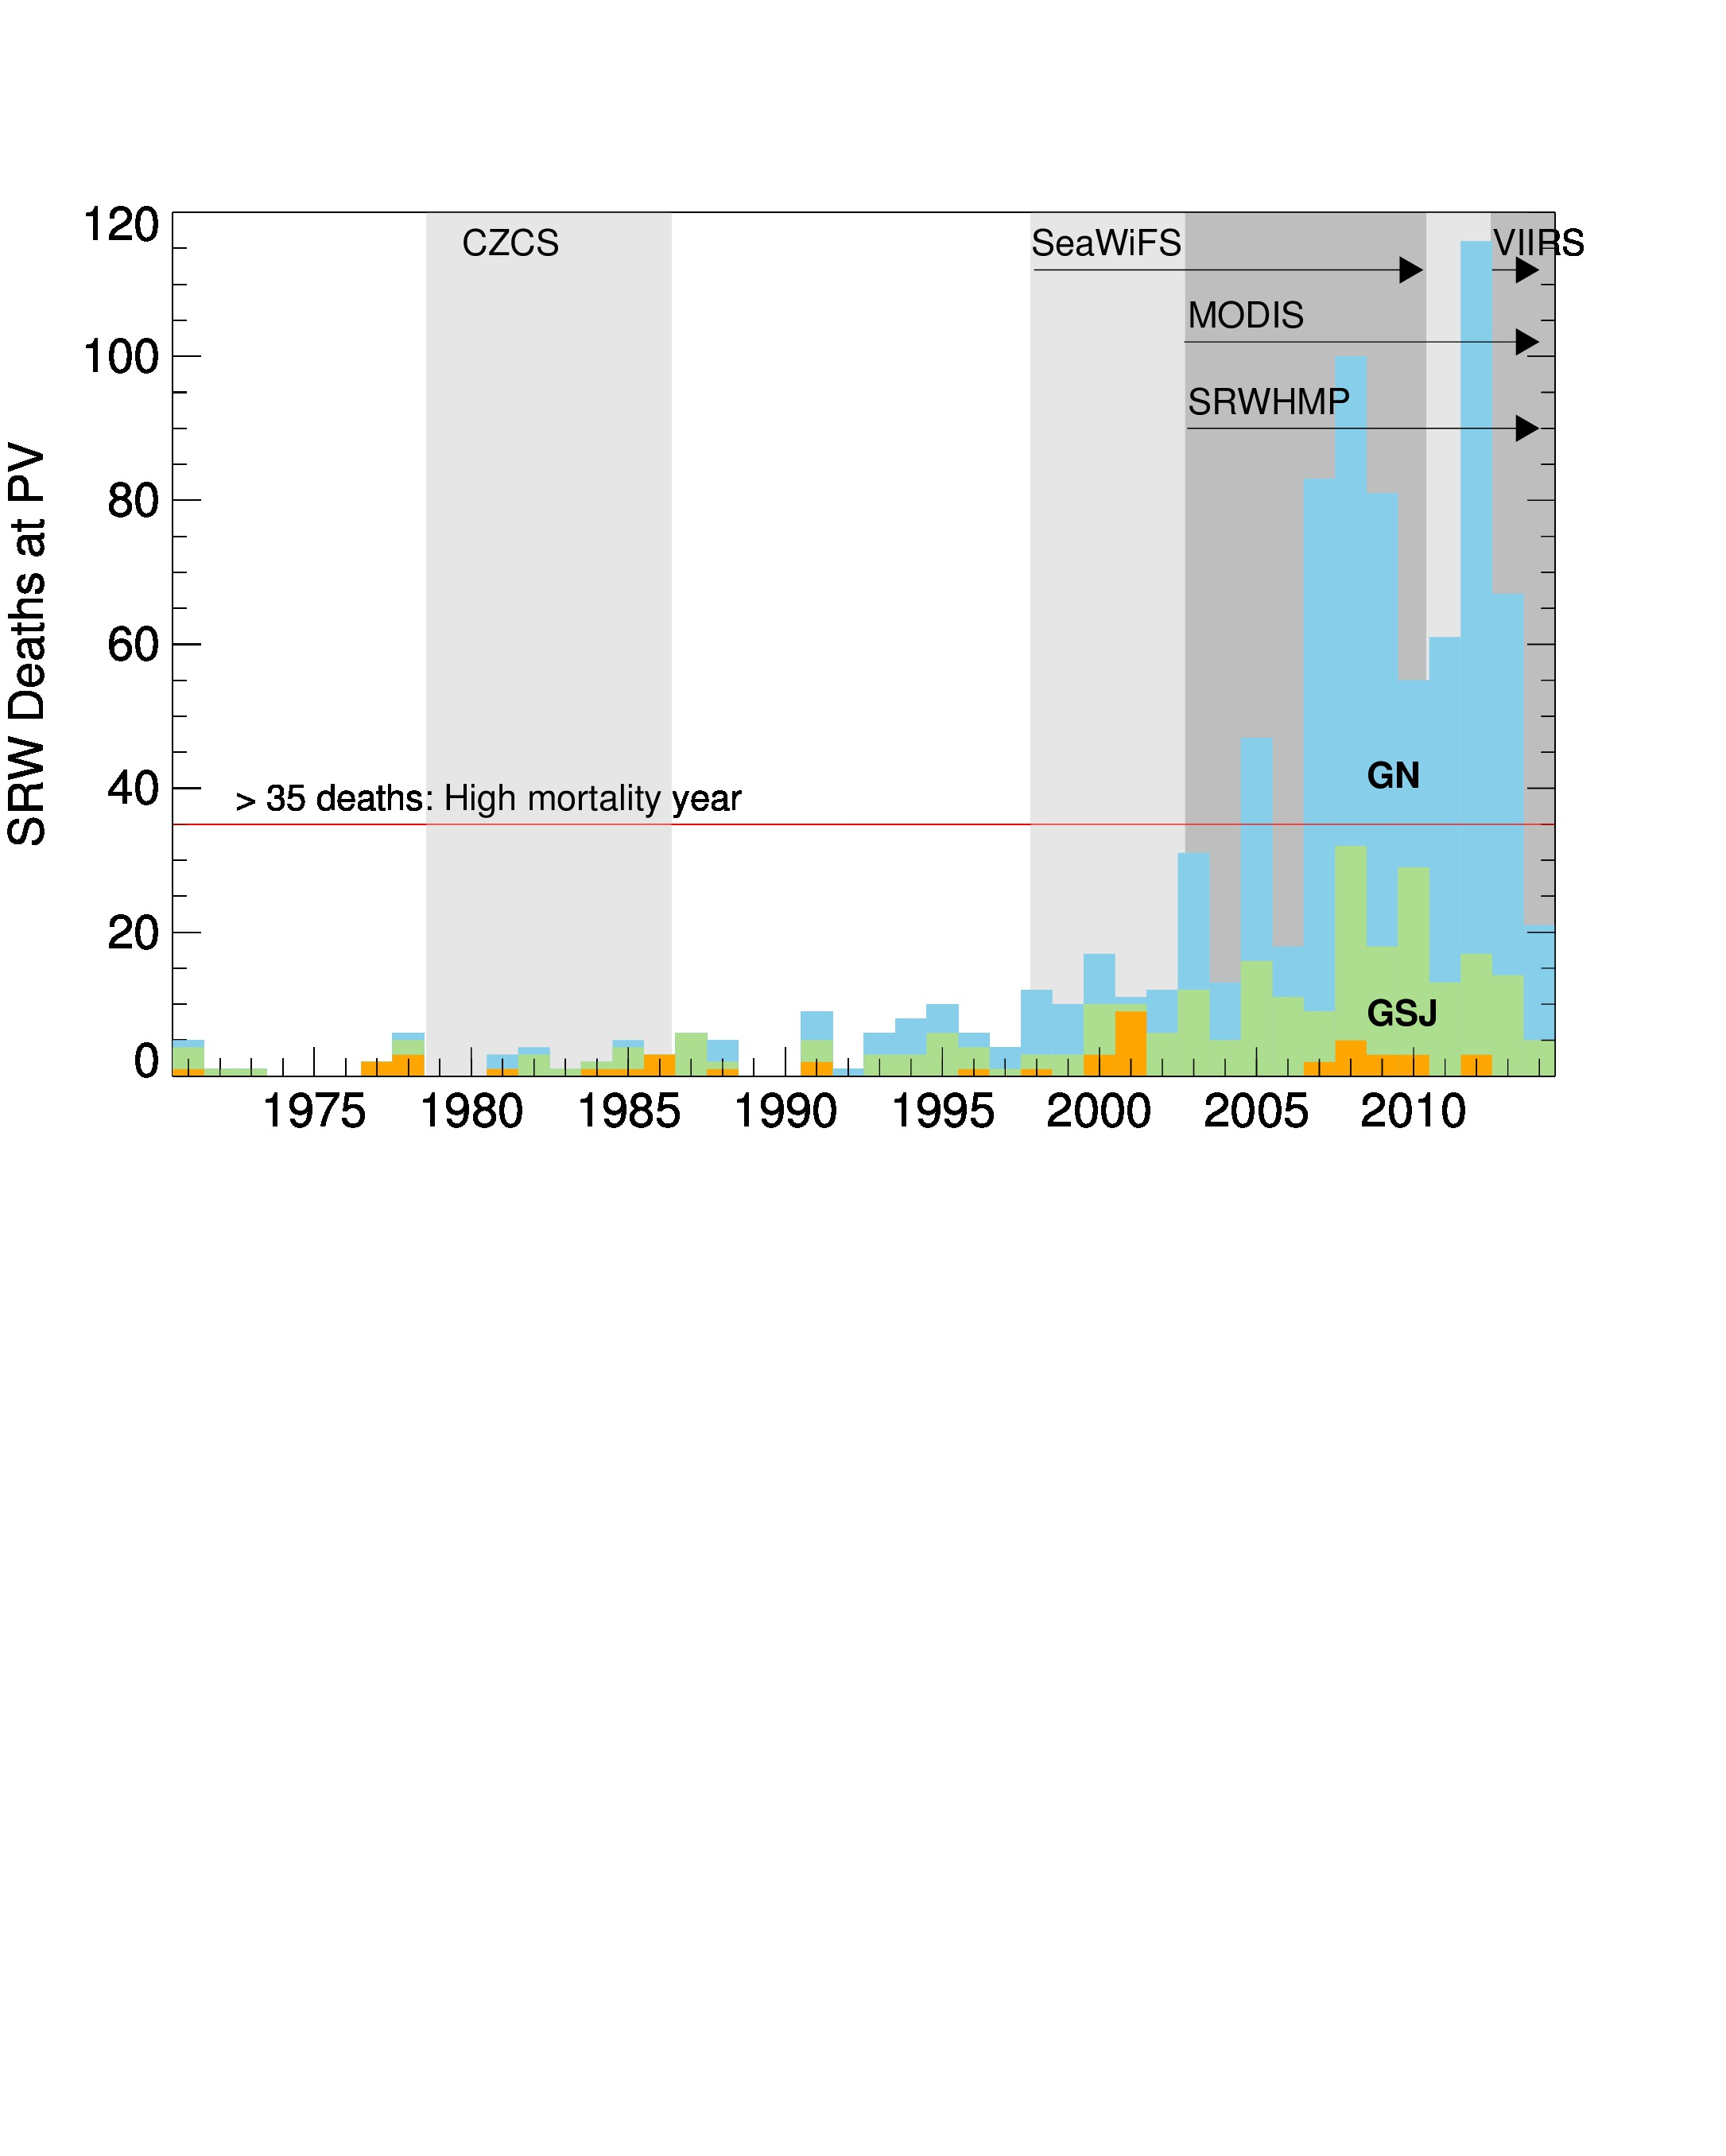 120
100
80
60
40
20
0
SRW Deaths at PV
CZCS
SeaWiFS
VIIRS
MODIS
SRWHMP
> 35 deaths: High mortality year
GN
GSJ
1975 1980 1985 1990 1995 2000 2005 2010